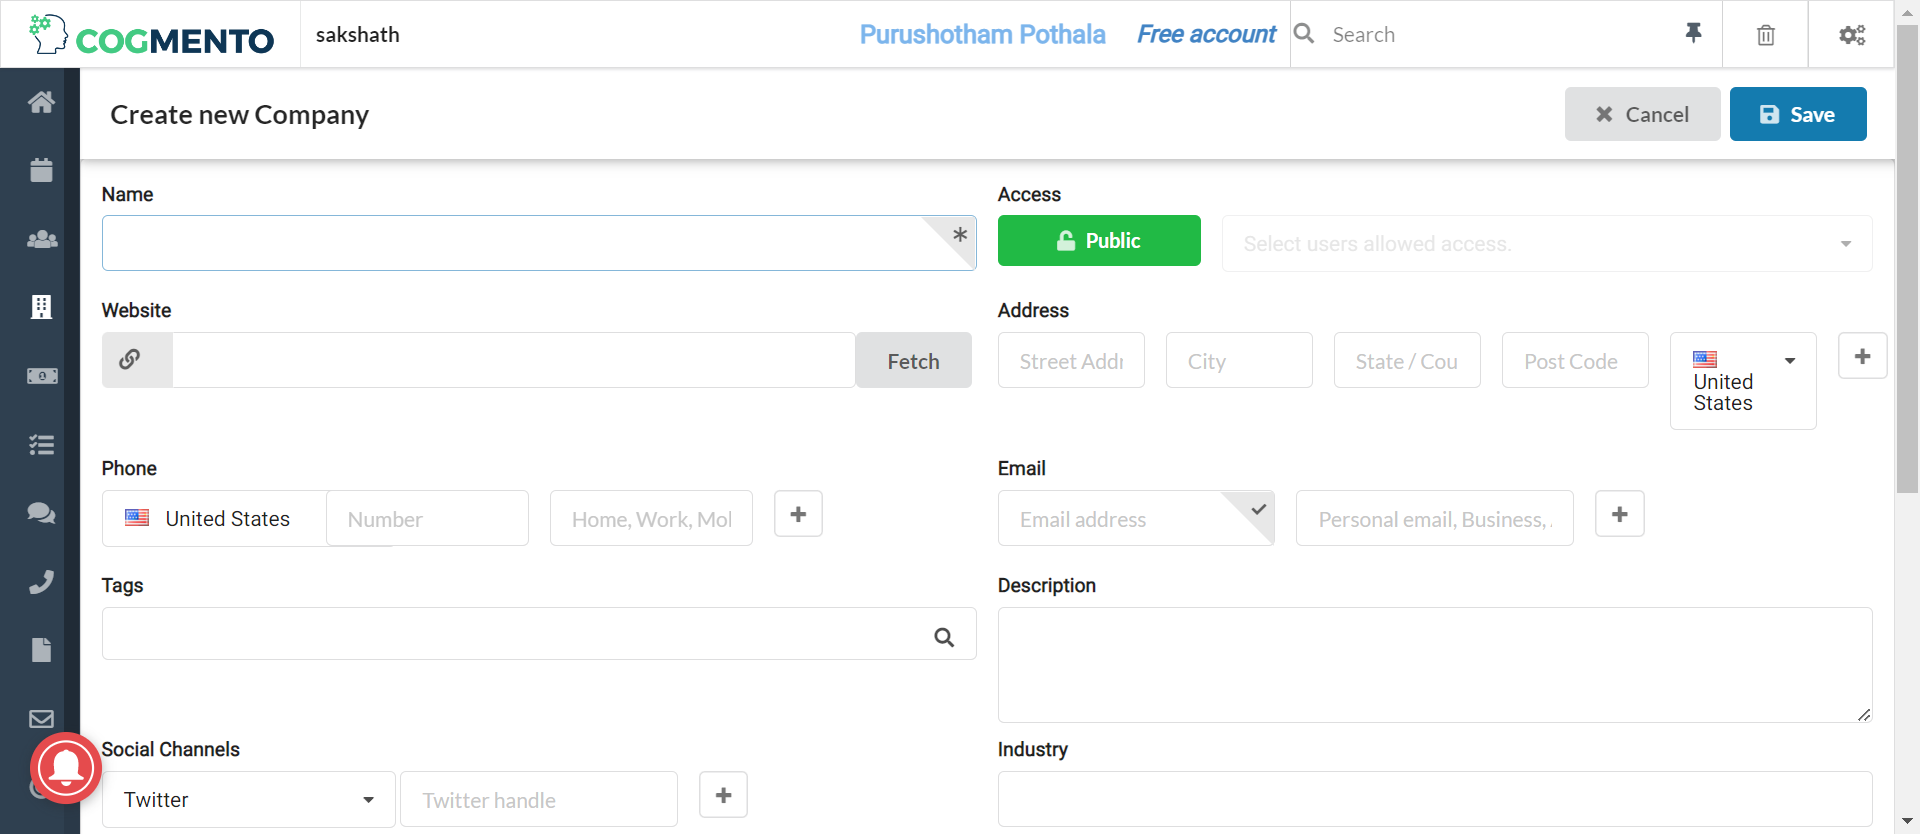 COGMENTO
sakshath
Purushotham Pothala
Free account
Search
Create new Company
Cancel
Save
Name
Access
Public
Select users allowed access.
Website
Address
Fetch
Street Addr
City
State / Cou
Post Code
United
States
Phone
Email
United States
Number
Home, Work, Mol
Email address
Personal email, Business, .
Tags
Description
Social Channels
Industry
Twitter
Twitter handle